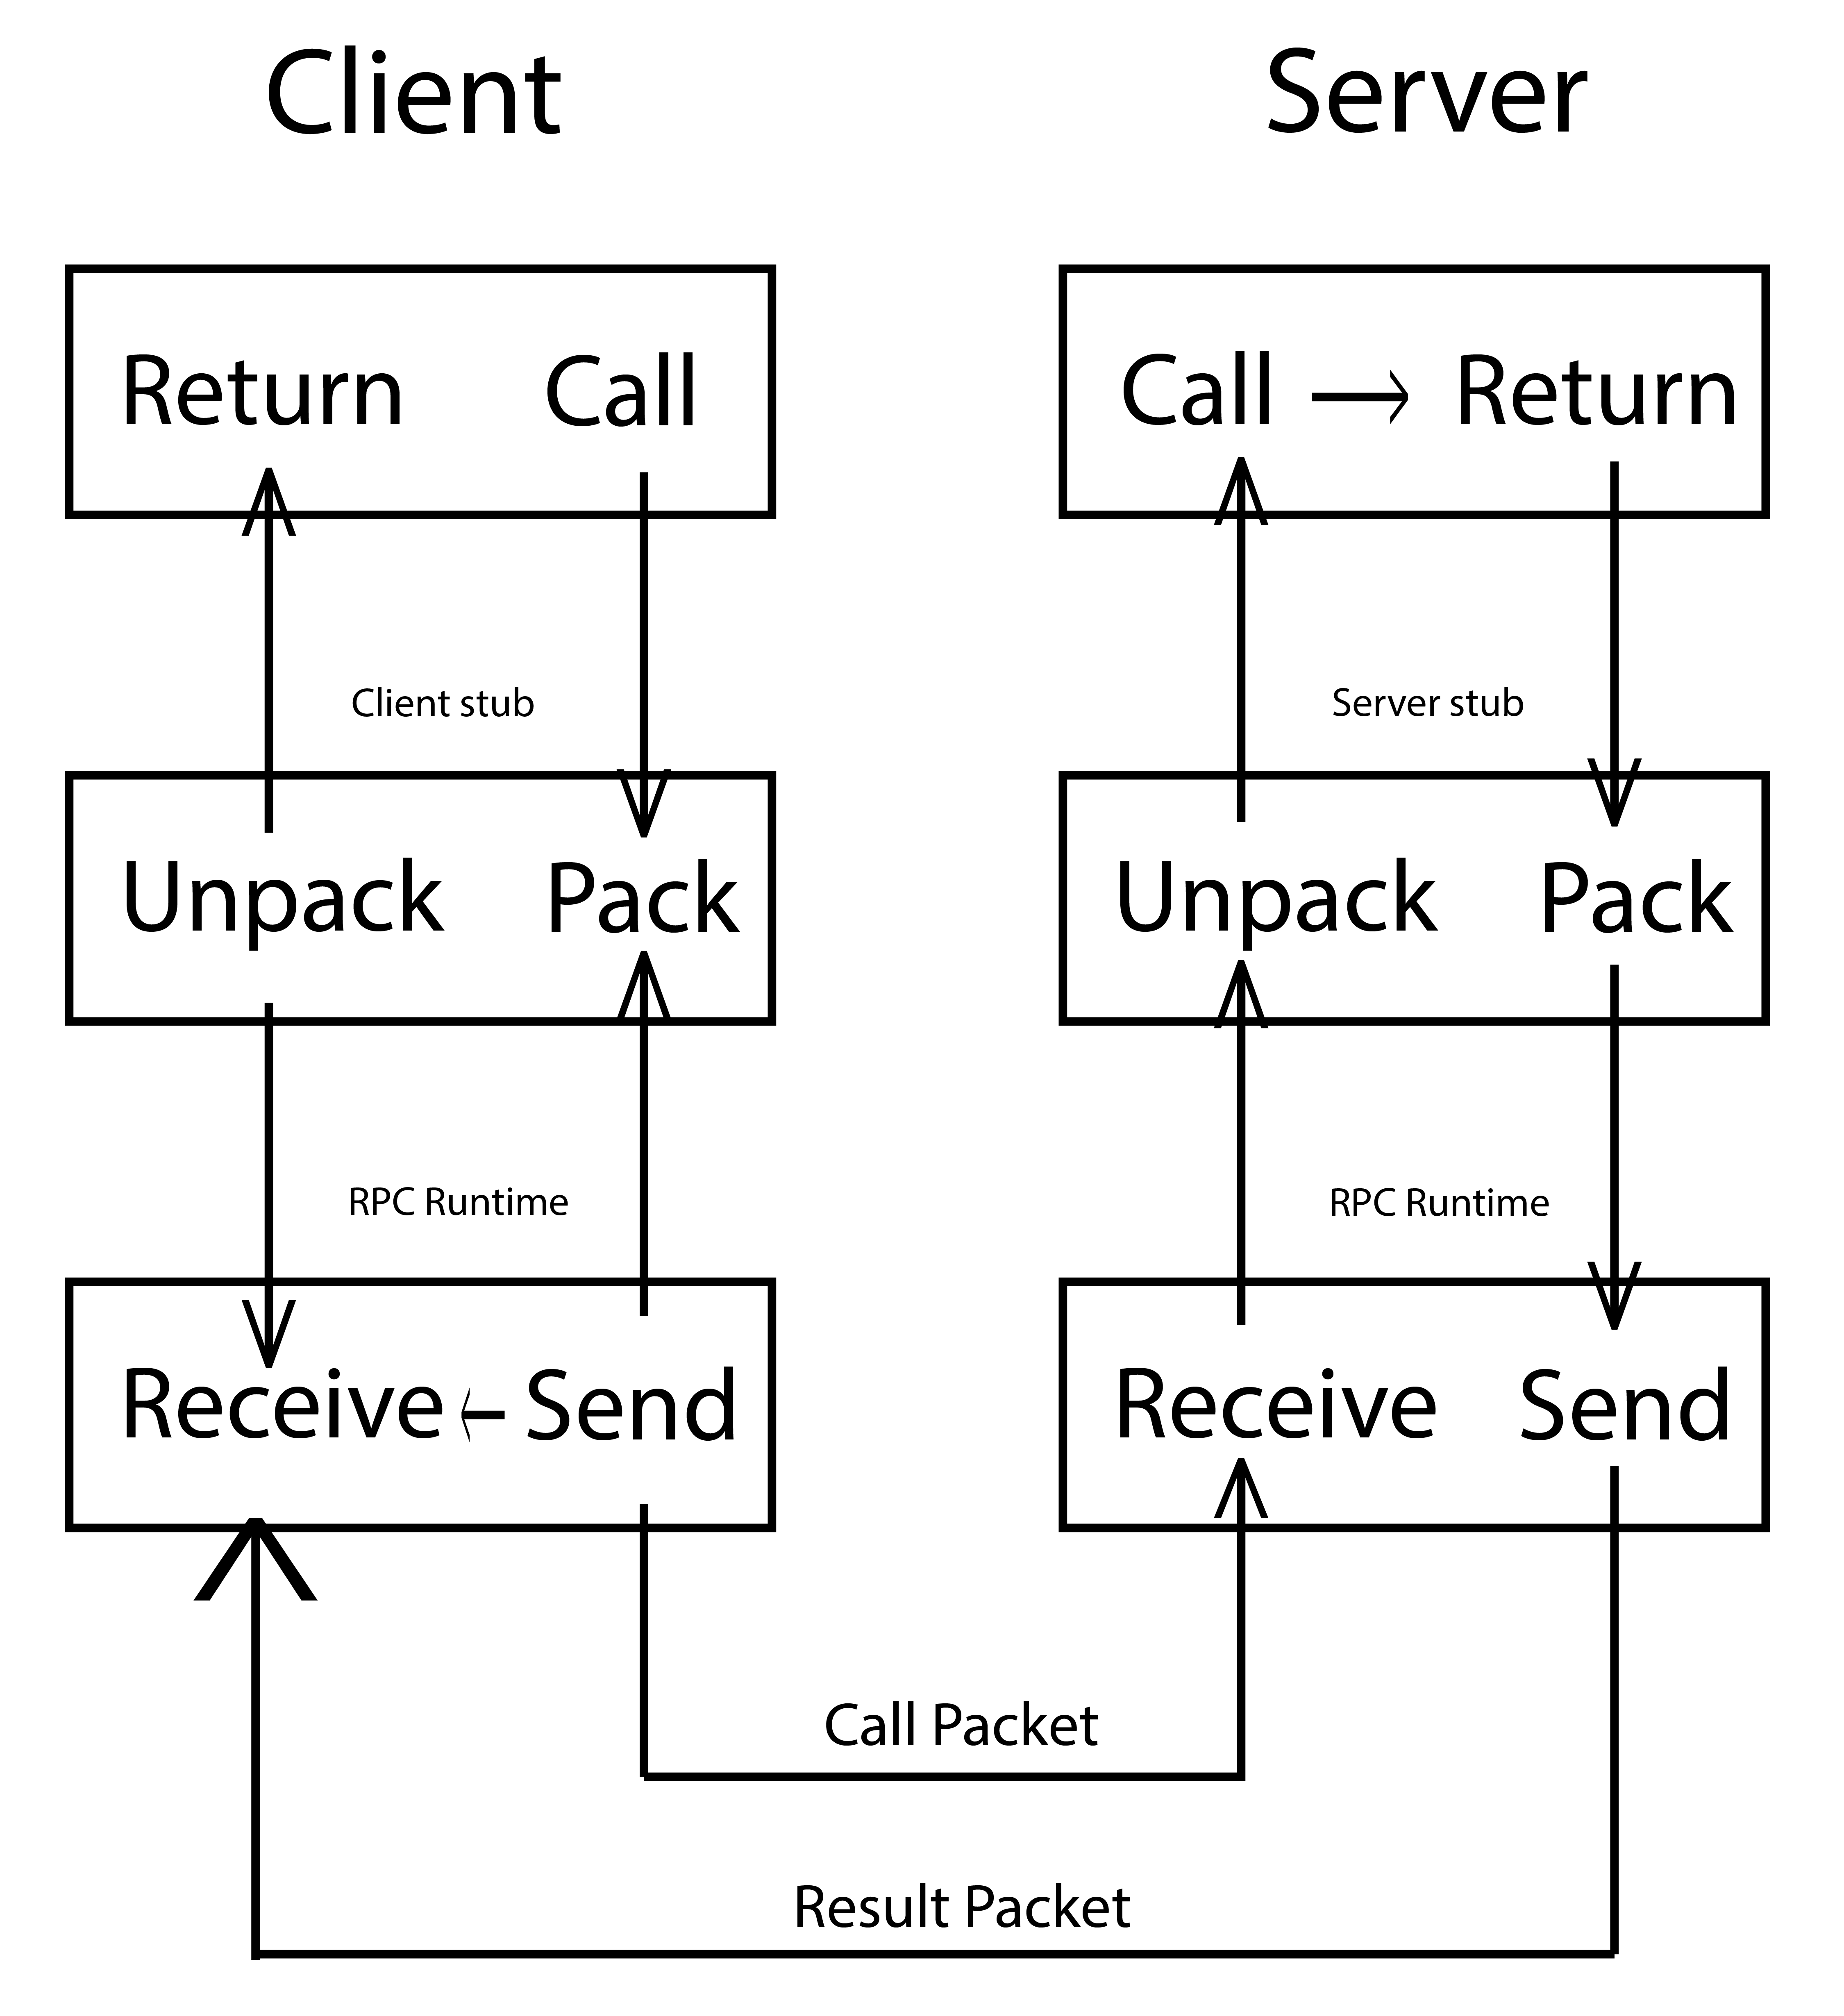 Client
Server
Return Call
Call → Return
Client stub
Server stub
Unpack Pack
Unpack Pack
RPC Runtime
RPC Runtime
Receive ← Send
Receive Send
Call Packet
Result Packet